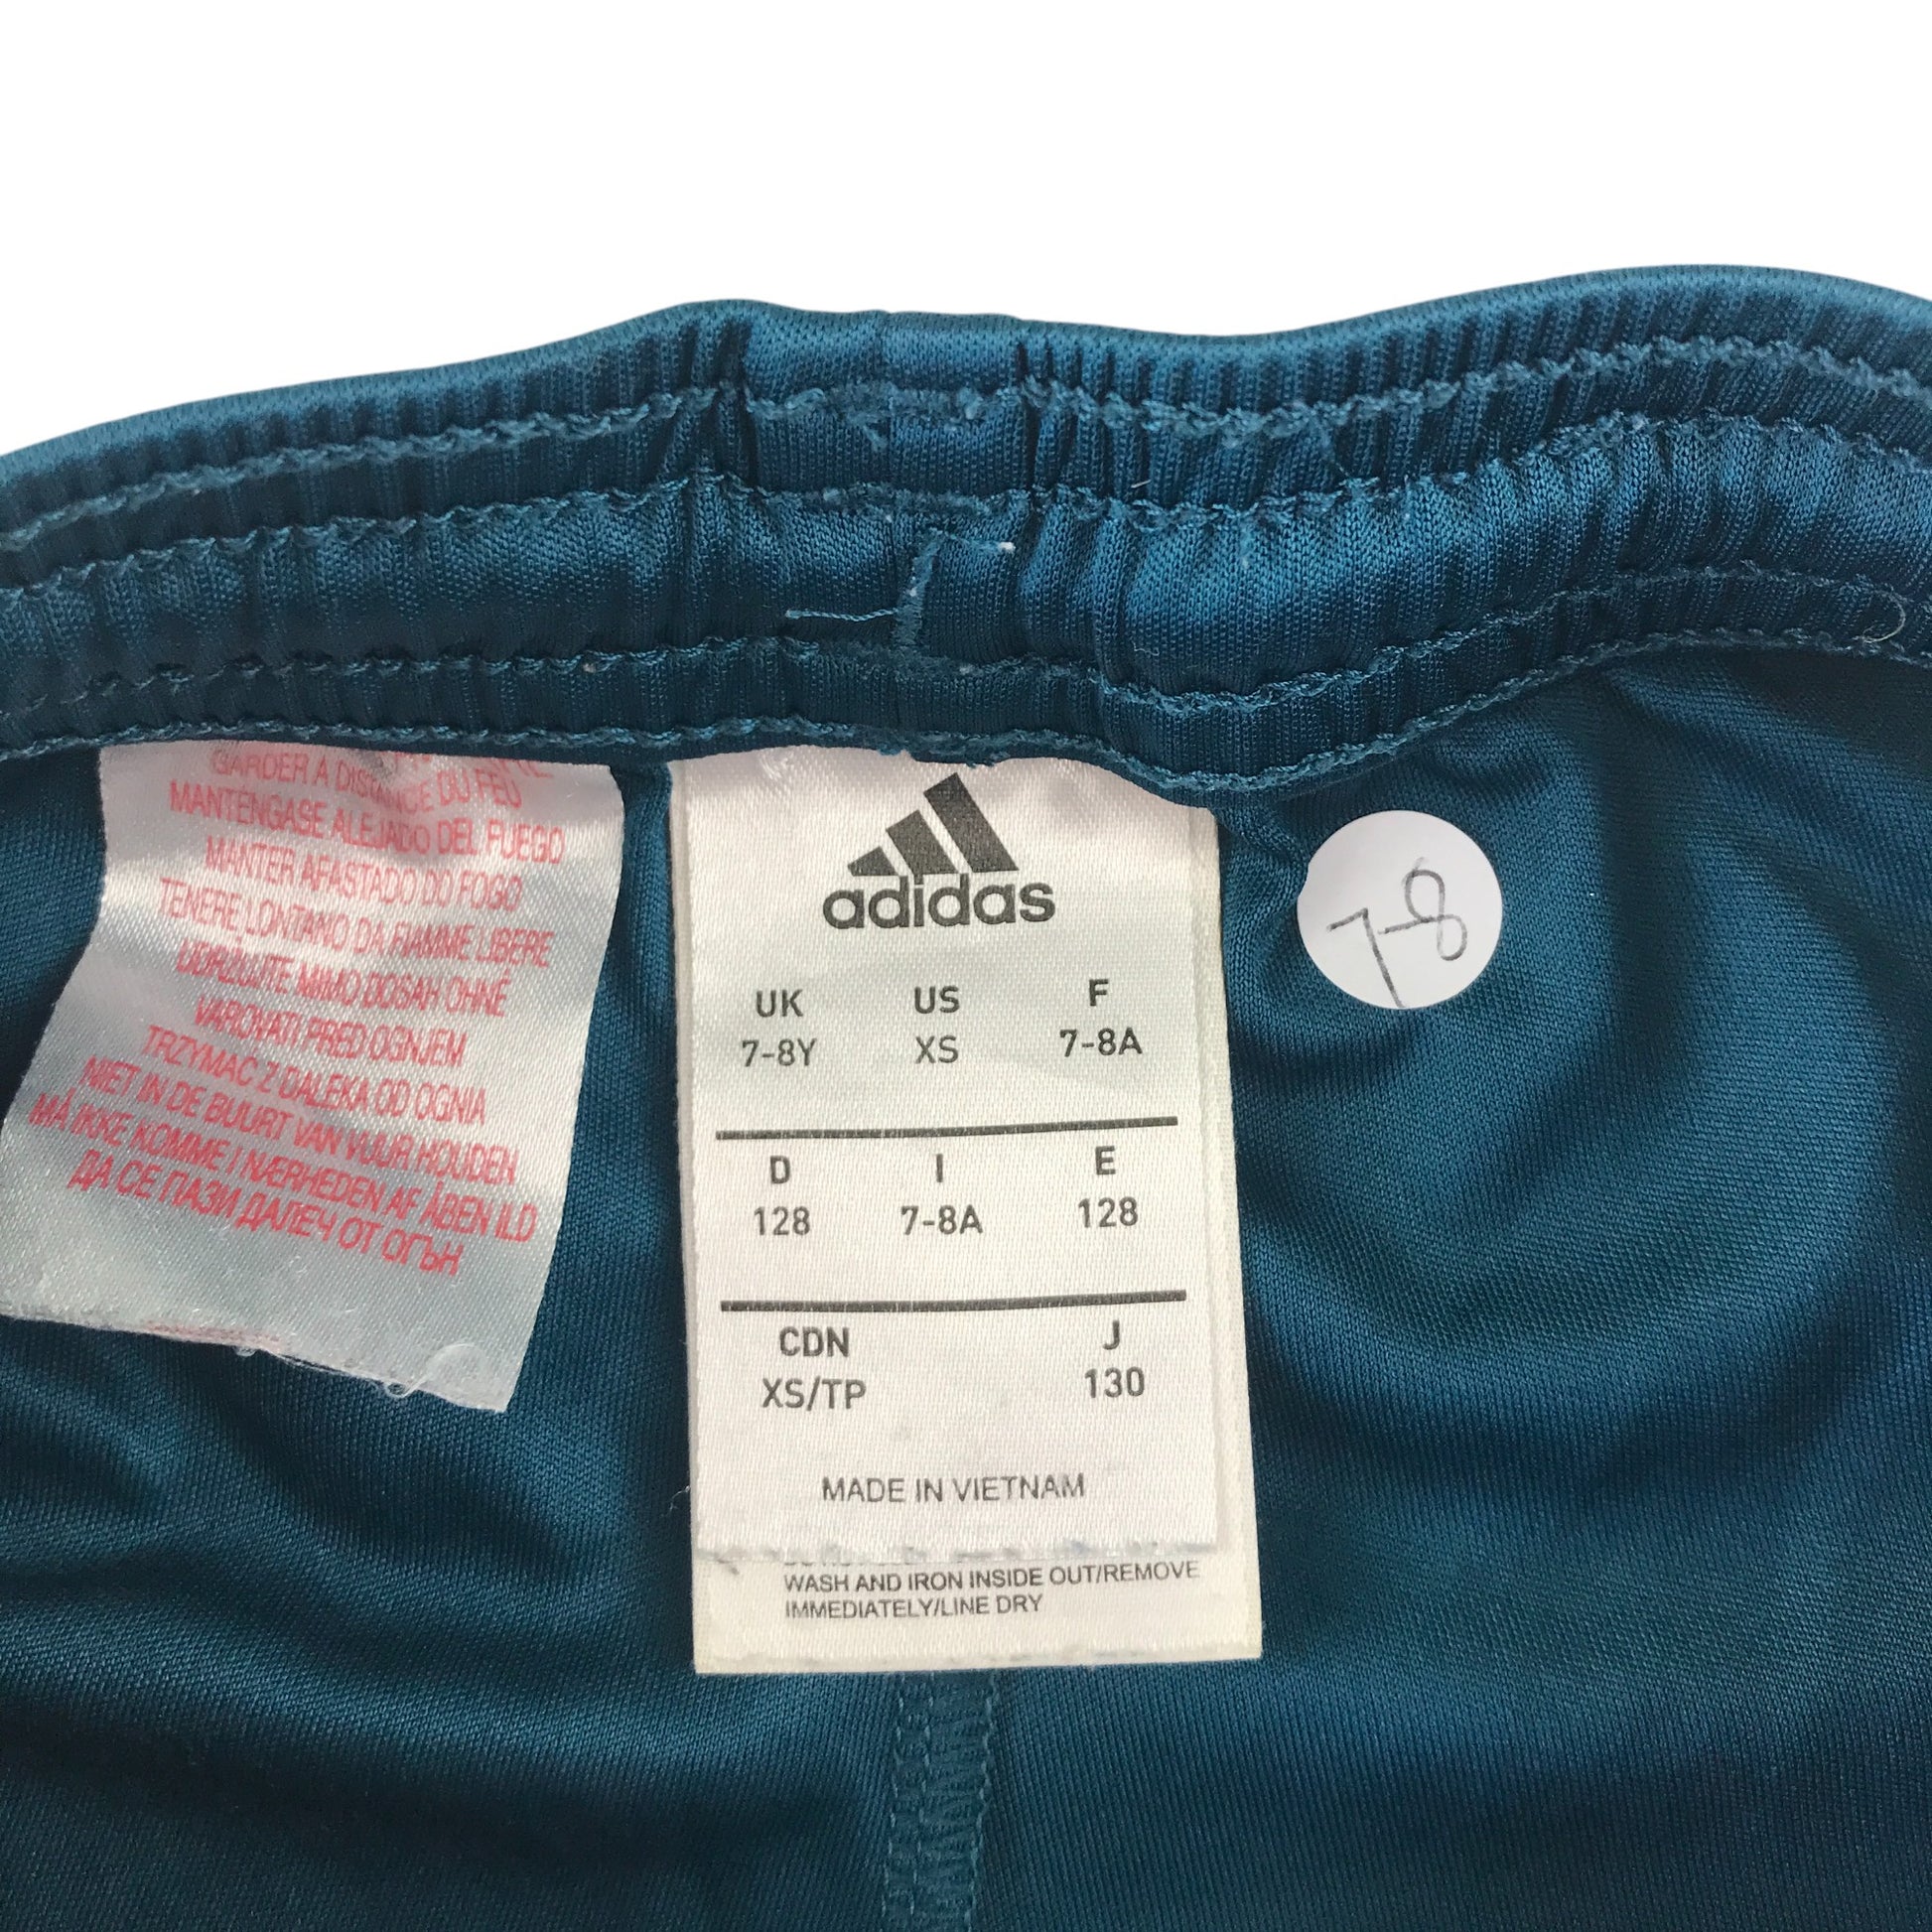 GARDER A DISTANCE DU FEU
MANTENGASE ALEJADO DEL FUEGO
MANTER AFASTADO DO FOGO
TENERE LONTANO DA FIAMME LIBERE
UDRZUJTE MIMO DOSAH OHNĚ
VAROVATI PRED OGNJEM
TRZYMAĆ Z DALEKA OD OGNIA
NIET IN DE BUURT VAN VUUR HOUDEN
MÅ IKKE KOMME I NÆRHEDEN AF ÅBEN ILD
ДА СЕ ПАЗИ ДАЛЕЧ ОТ ОГЪН
adidas
UK US F
7-8Y XS 7-8A
D I E
128 7-8A 128
CDN J
XS/TP 130
MADE IN VIETNAM
WASH AND IRON INSIDE OUT/REMOVE
IMMEDIATELY/LINE DRY
7-8